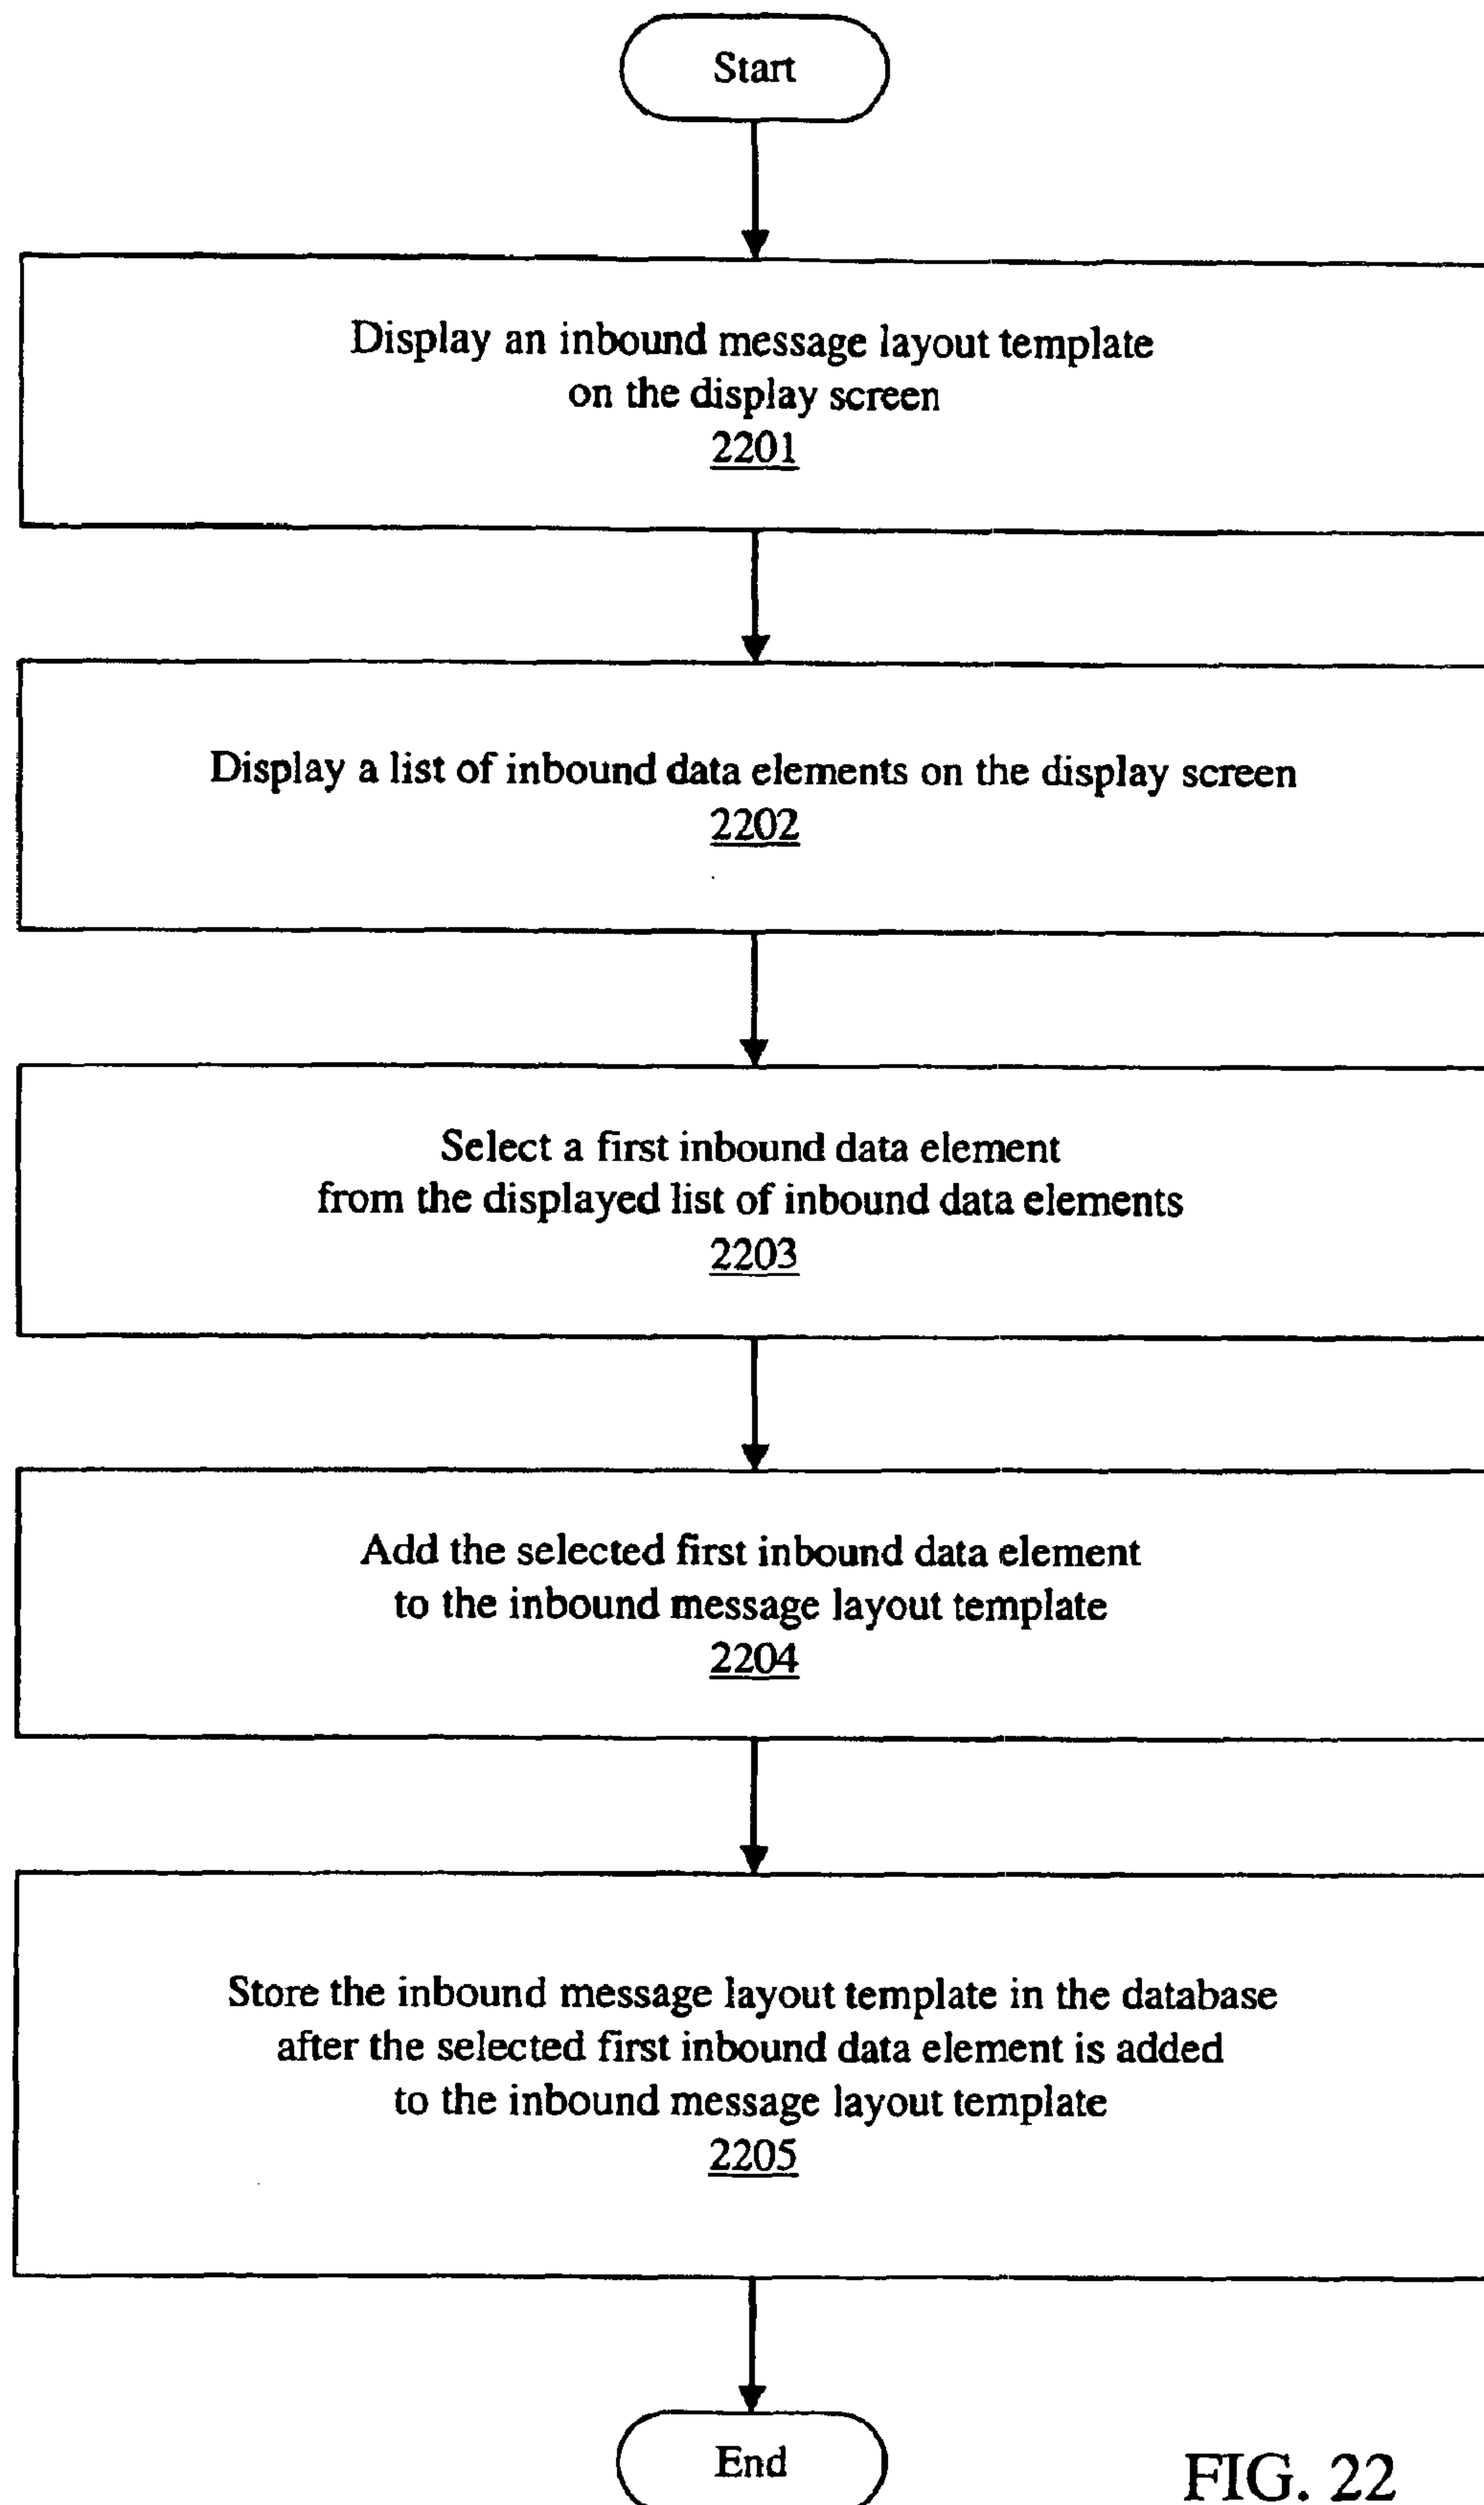 Start
Display an inbound message layout template
on the display screen
2201
Display a list of inbound data elements on the display screen
2202
Select a first inbound data element
from the displayed list of inbound data elements
2203
Add the selected first inbound data element
to the inbound message layout template
2204
Store the inbound message layout template in the database
after the selected first inbound data element is added
to the inbound message layout template
2205
End
FIG. 22